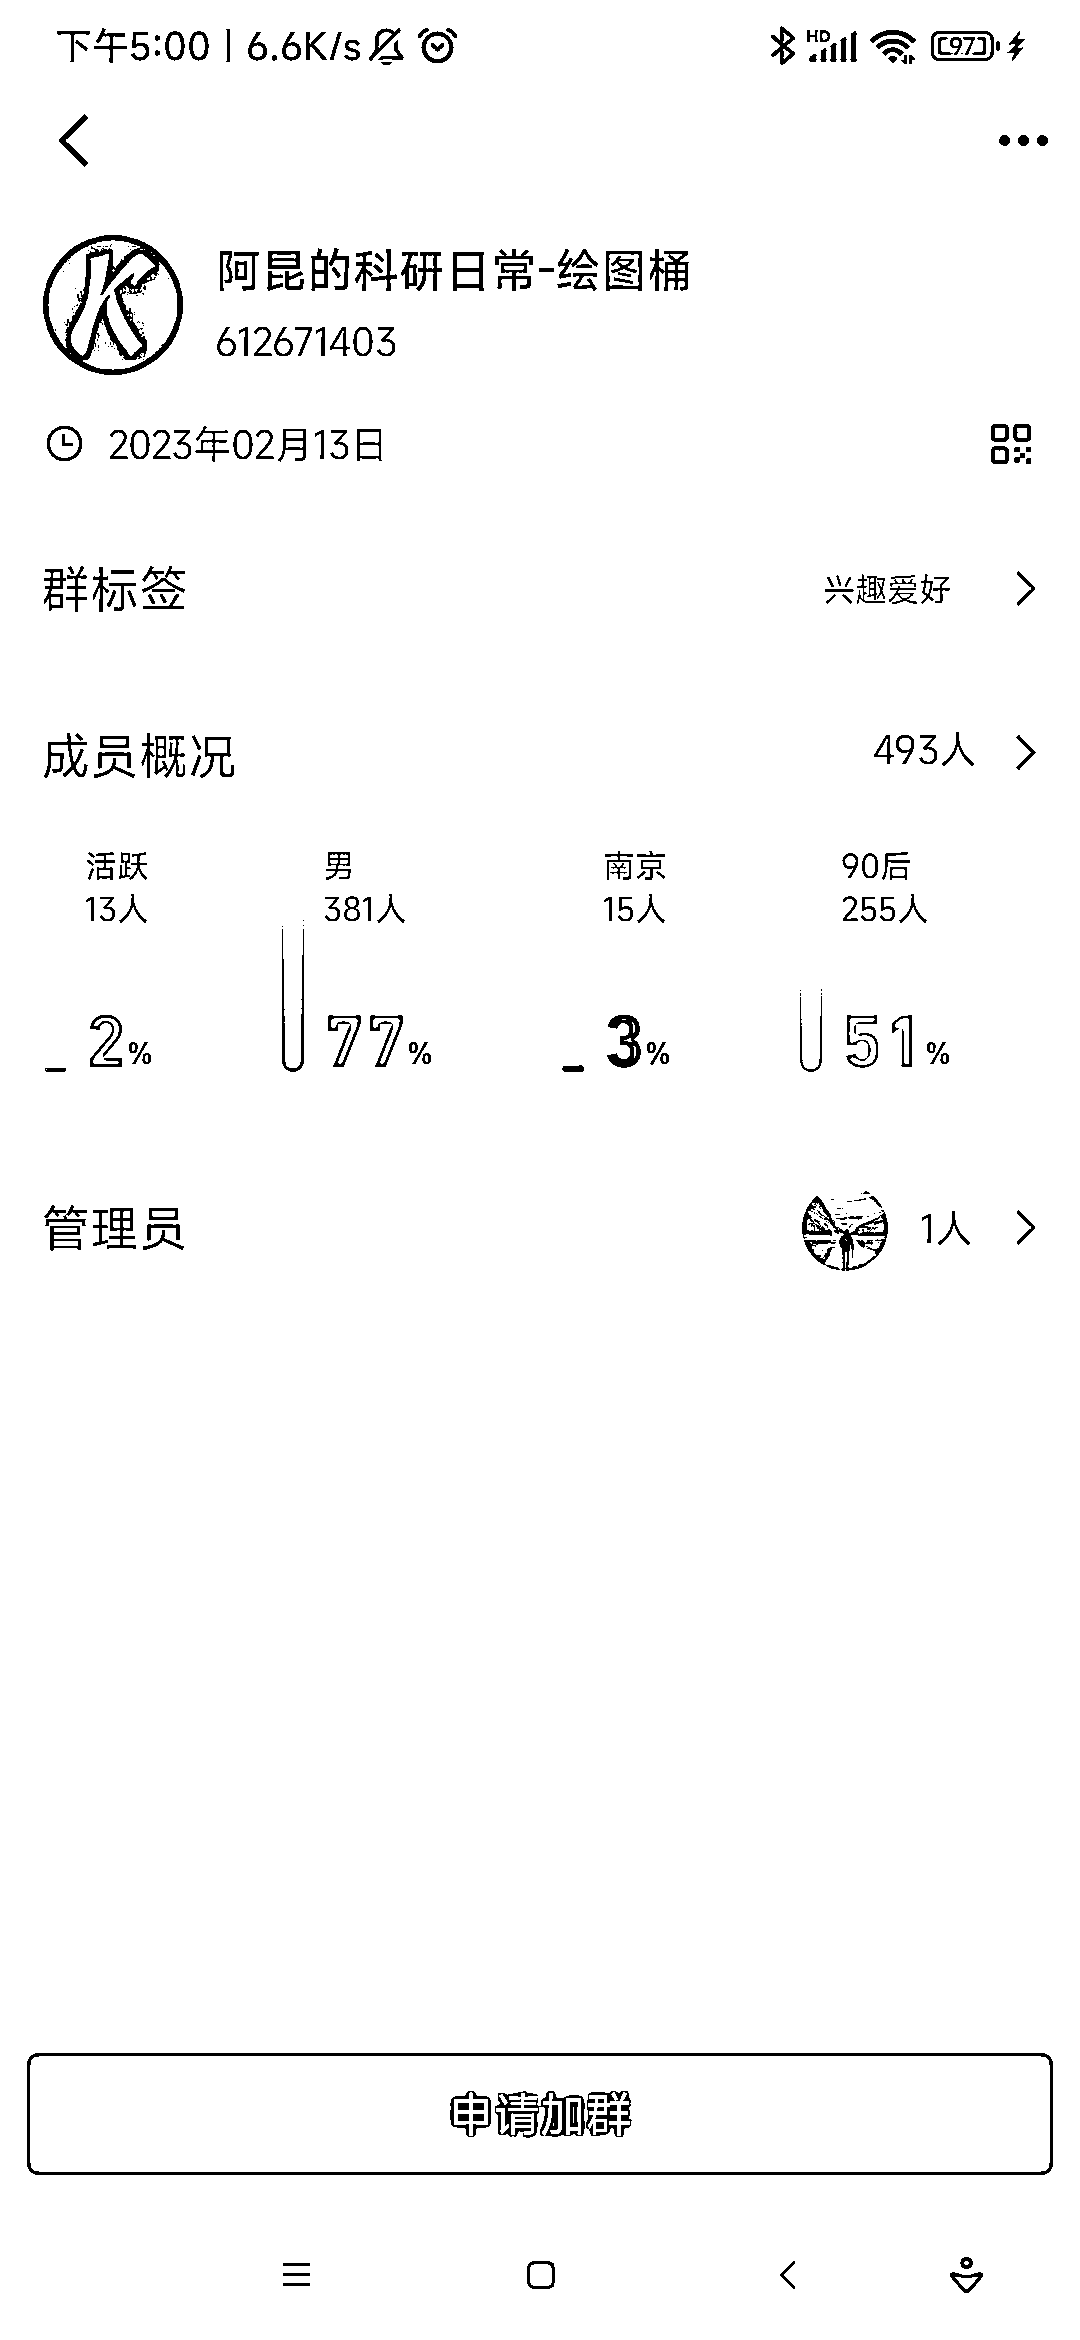 下午5:00 | 6.6K/s HD 97
K
阿昆的科研日常-绘图桶
612671403
2023年02月13日
群标签 兴趣爱好
成员概况 493人
活跃 男 南京 90后
13人 381人 15人 255人
2% 77% 3% 51%
管理员 1人
申请加群